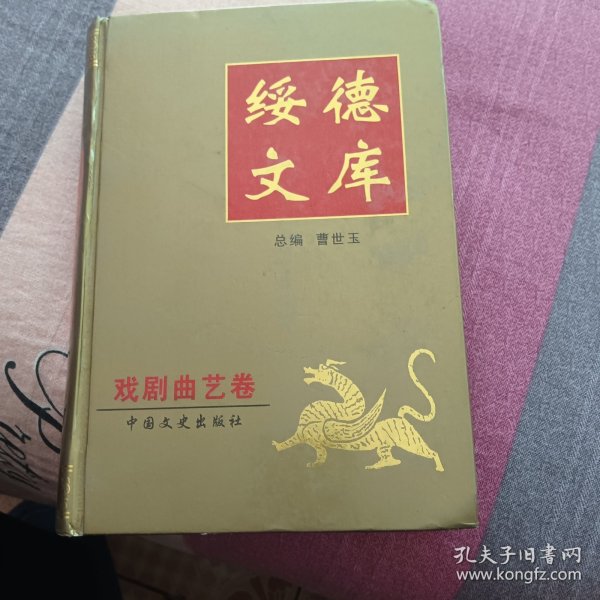 绥德
文库
总编 曹世玉
戏剧曲艺卷
中国文史出版社
孔夫子旧书网
www.kongfz.com